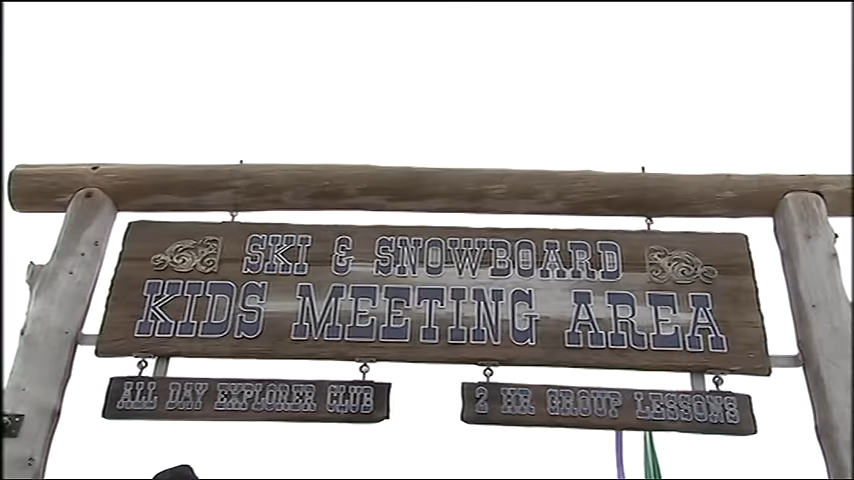 SKI & SNOWBOARD
KIDS MEETING AREA
ALL DAY EXPLORER CLUB
2 HR GROUP LESSONS